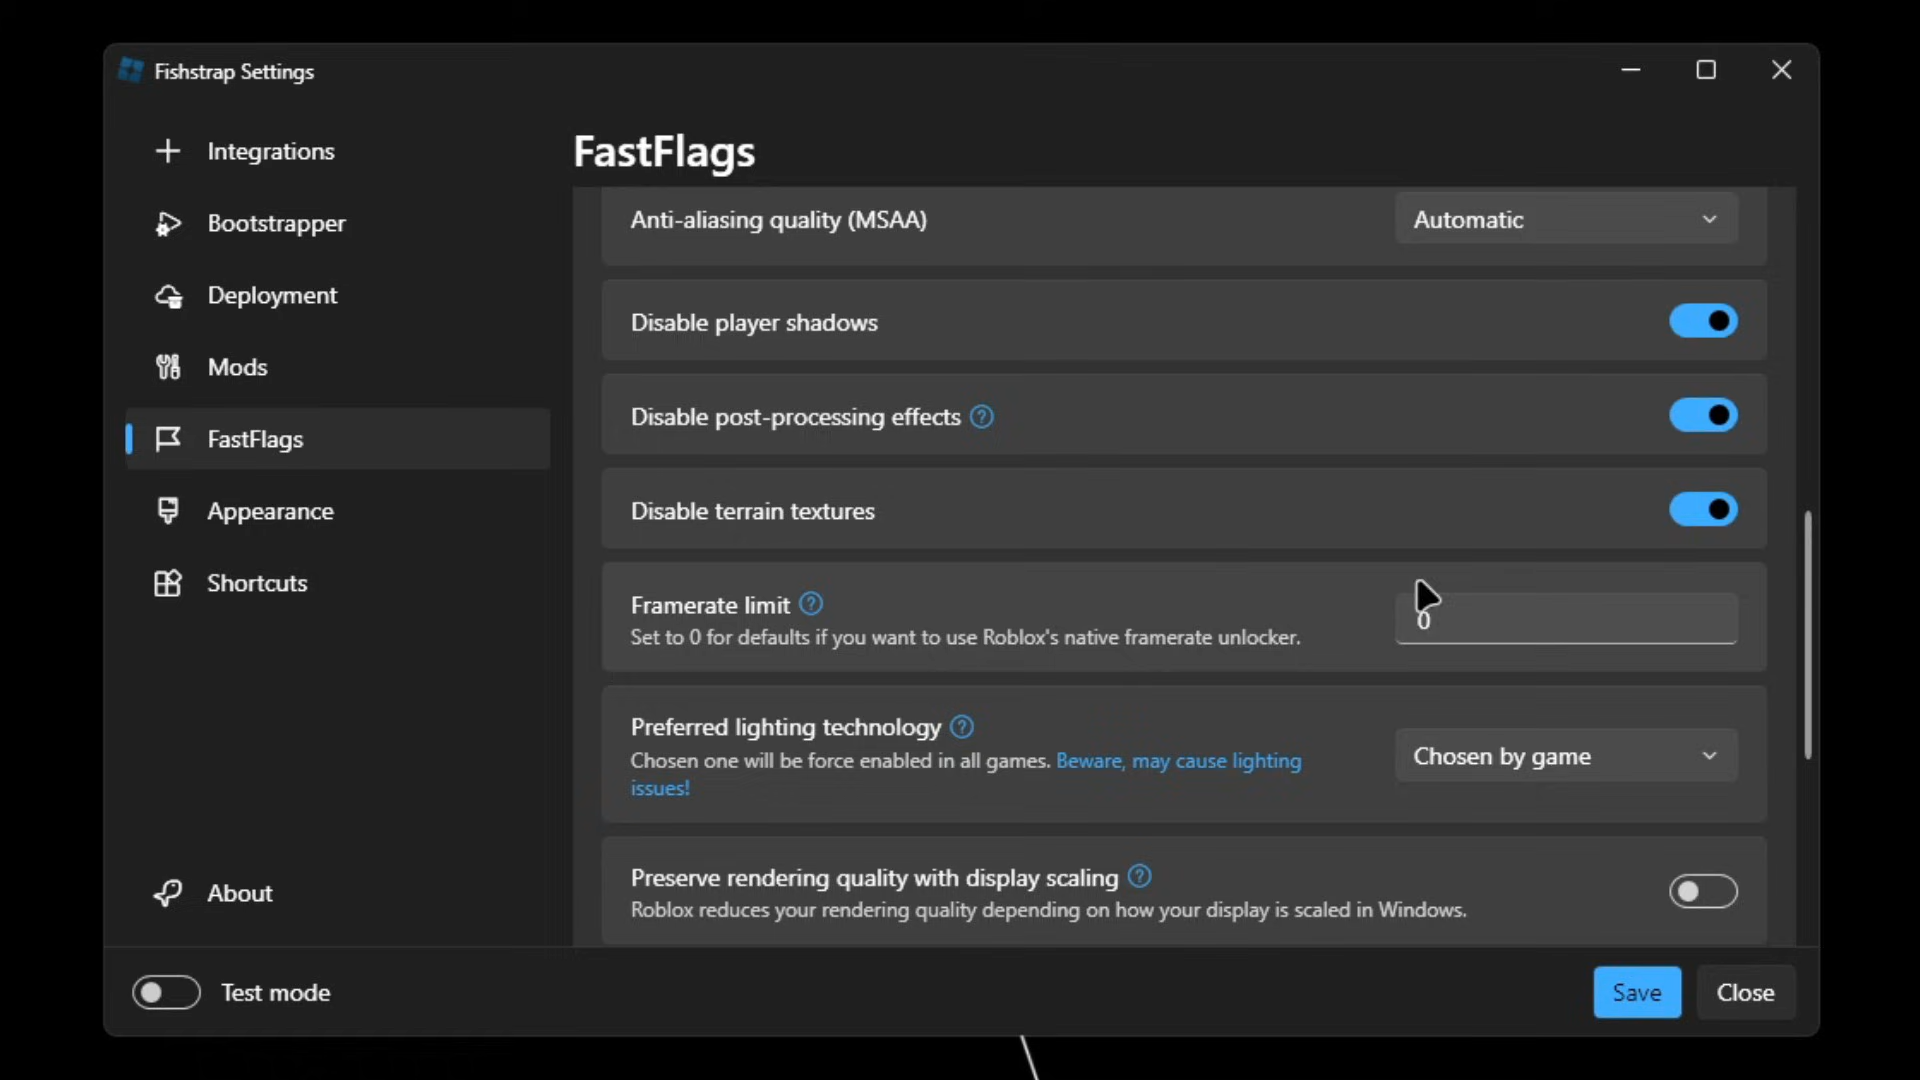 Fishstrap Settings
Integrations
Bootstrapper
Deployment
Mods
FastFlags
Appearance
Shortcuts
About
FastFlags
Anti-aliasing quality (MSAA)
Automatic
Disable player shadows
Disable post-processing effects
Disable terrain textures
Framerate limit
Set to 0 for defaults if you want to use Roblox's native framerate unlocker.
0
Preferred lighting technology
Chosen one will be force enabled in all games. Beware, may cause lighting
issues!
Chosen by game
Preserve rendering quality with display scaling
Roblox reduces your rendering quality depending on how your display is scaled in Windows.
Test mode
Save
Close